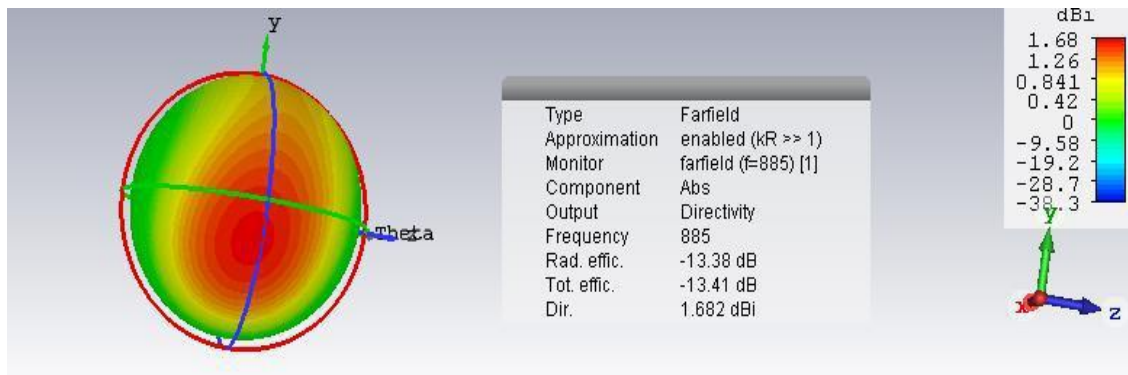 y
Theta
z
Type Farfield
Approximation enabled (kR >> 1)
Monitor farfield (f=885) [1]
Component Abs
Output Directivity
Frequency 885
Rad. effic. -13.38 dB
Tot. effic. -13.41 dB
Dir. 1.682 dBi
dBi
1.68
1.26
0.841
0.42
0
-9.58
-19.2
-28.7
-38.3
y
x
z